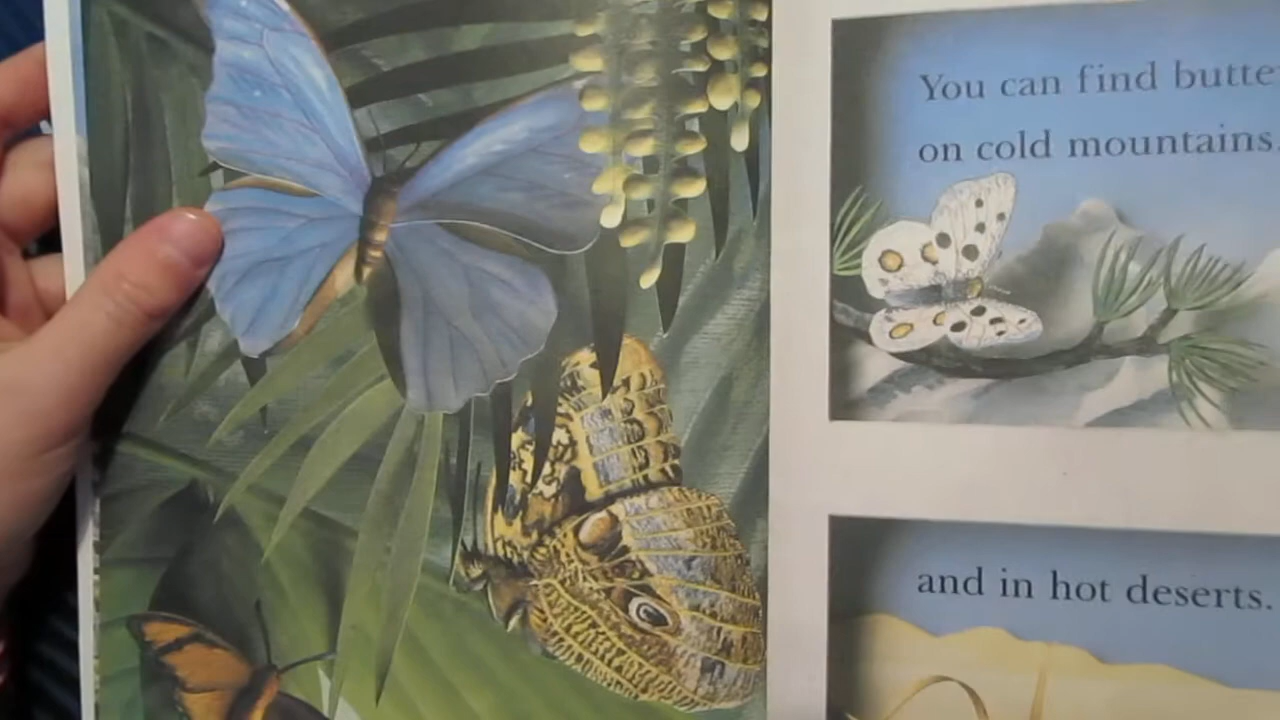 You can find butte
on cold mountains,
and in hot deserts.